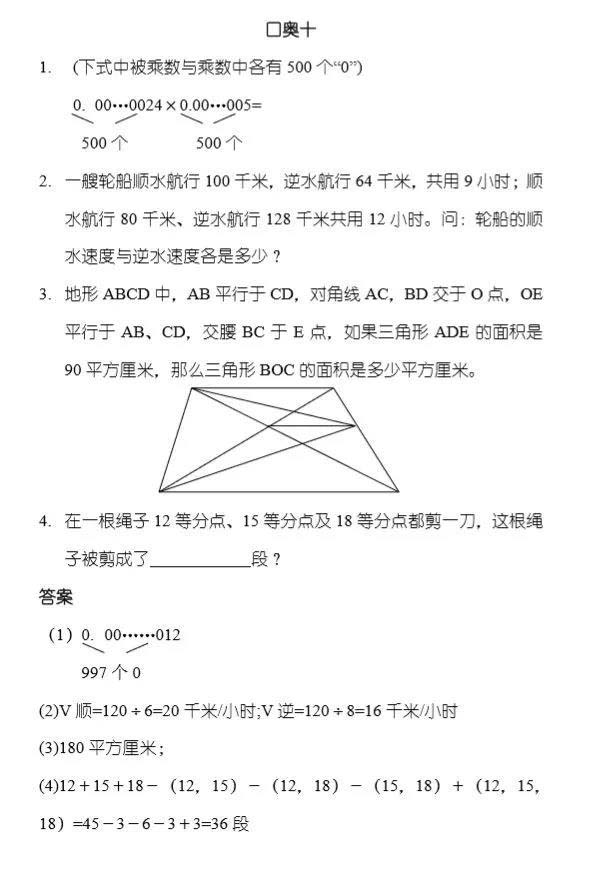 口奥十
1. (下式中被乘数与乘数中各有 500 个“0”)
0. 00•••0024 × 0.00•••005=
500 个 500 个
2. 一艘轮船顺水航行 100 千米，逆水航行 64 千米，共用 9 小时；顺
水航行 80 千米、逆水航行 128 千米共用 12 小时。问：轮船的顺
水速度与逆水速度各是多少？
3. 地形 ABCD 中，AB 平行于 CD，对角线 AC，BD 交于 O 点，OE
平行于 AB、CD，交腰 BC 于 E 点，如果三角形 ADE 的面积是
90 平方厘米，那么三角形 BOC 的面积是多少平方厘米。
4. 在一根绳子 12 等分点、15 等分点及 18 等分点都剪一刀，这根绳
子被剪成了___________段？
答案
（1）0. 00••••••012
997 个 0
(2)V 顺=120÷6=20 千米/小时;V 逆=120÷8=16 千米/小时
(3)180 平方厘米；
(4)12＋15＋18－（12，15）－（12，18）－（15，18）＋（12，15，
18）=45－3－6－3＋3=36 段